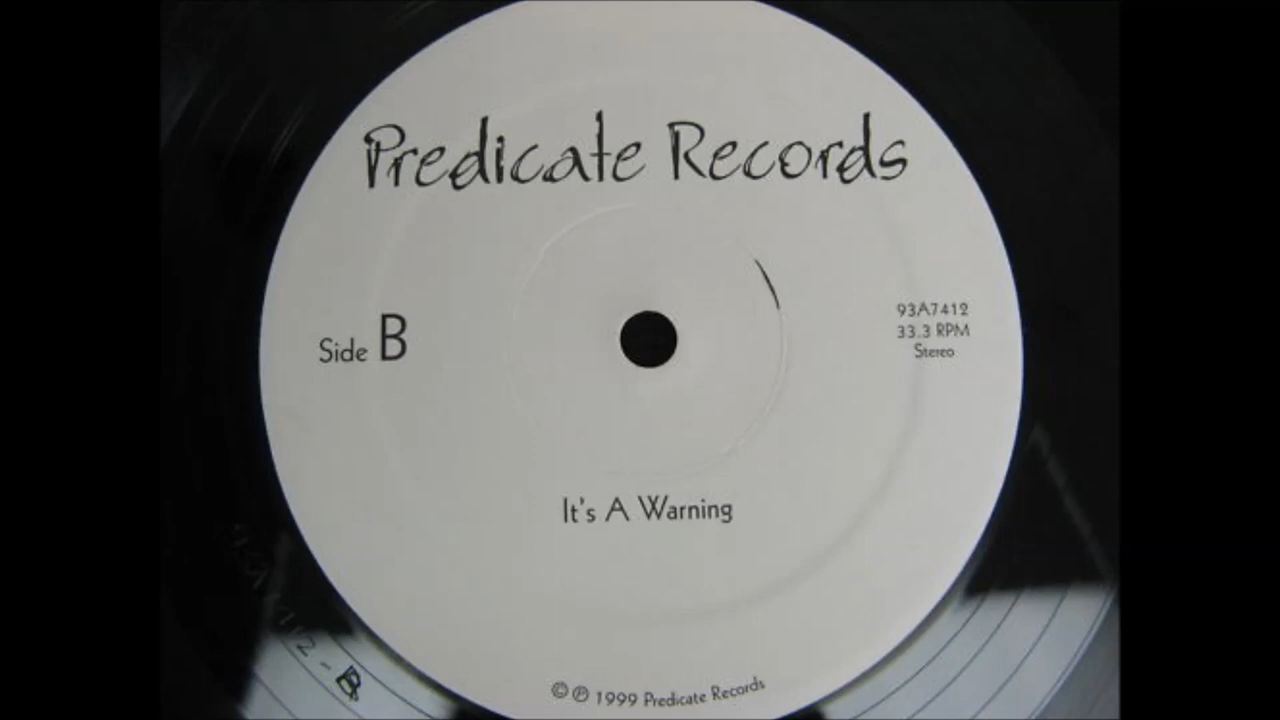 Predicate Records
Side B
93A7412
33.3 RPM
Stereo
It's A Warning
© ℗ 1999 Predicate Records